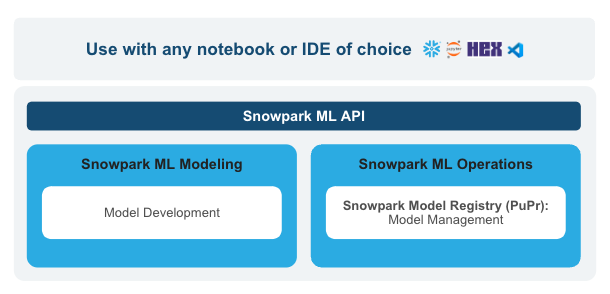 Use with any notebook or IDE of choice
jupyter
HEX
Snowpark ML API
Snowpark ML Modeling
Model Development
Snowpark ML Operations
Snowpark Model Registry (PuPr):
Model Management